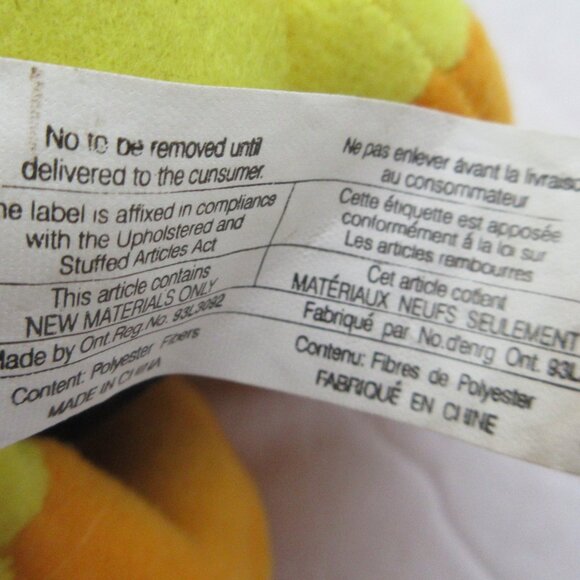 No to be removed until
delivered to the cunsumer.
he label is affixed in compliance
with the Upholstered and
Stuffed Articles Act
This article contains
NEW MATERIALS ONLY
Made by Ont. Reg No. 93L3092
Content: Polyester Fibers
MADE IN CHINA
Ne pas enlever ávant la livraiso
au consommateur
Cette étiquette est apposée
conformément á la loi sur
Les articles rembourres
Cet article contient
MATÉRIAUX NEUFS SEULEMENT
Fabriqué par No. d'enrg Ont. 93L
Contenu: Fibres de Polyester
FABRIQUÉ EN CHINE